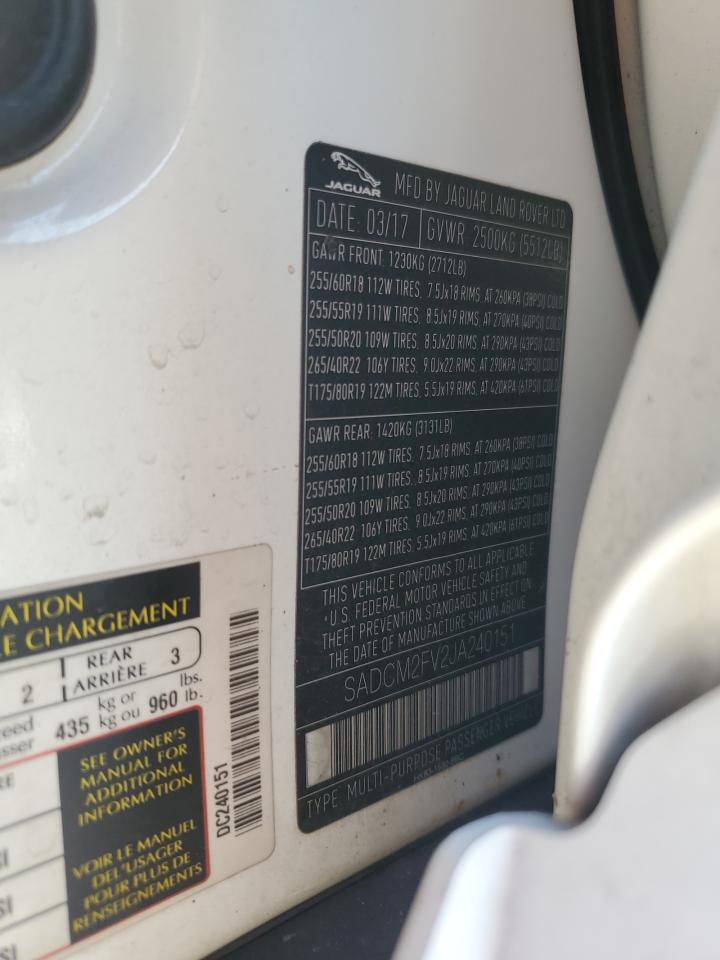 JAGUAR
MFD BY JAGUAR LAND ROVER LTD
DATE: 03/17 GVWR 2500KG (5512LB)
GAWR FRONT: 1230KG (2712LB)
255/60R18 112W TIRES, 7.5Jx18 RIMS, AT 260KPA (38PSI) COLD
255/55R19 111W TIRES, 8.5Jx19 RIMS, AT 270KPA (40PSI) COLD
255/50R20 109W TIRES, 8.5Jx20 RIMS, AT 290KPA (43PSI) COLD
265/40R22 106Y TIRES, 9.0Jx22 RIMS, AT 290KPA (43PSI) COLD
T175/80R19 122M TIRES, 5.5Jx19 RIMS, AT 420KPA (61PSI) COLD
GAWR REAR: 1420KG (3131LB)
255/60R18 112W TIRES, 7.5Jx18 RIMS, AT 260KPA (38PSI) COLD
255/55R19 111W TIRES, 8.5Jx19 RIMS, AT 270KPA (40PSI) COLD
255/50R20 109W TIRES, 8.5Jx20 RIMS, AT 290KPA (43PSI) COLD
265/40R22 106Y TIRES, 9.0Jx22 RIMS, AT 290KPA (43PSI) COLD
T175/80R19 122M TIRES, 5.5Jx19 RIMS, AT 420KPA (61PSI) COLD
THIS VEHICLE CONFORMS TO ALL APPLICABLE
U.S. FEDERAL MOTOR VEHICLE SAFETY AND
THEFT PREVENTION STANDARDS IN EFFECT ON
THE DATE OF MANUFACTURE SHOWN ABOVE.
SADCM2FV2JA240151
TYPE: MULTI-PURPOSE PASSENGER VEHICLE
ATION
E CHARGEMENT
2 REAR 3
ARRIÈRE
eed 435 kg or 960 lbs.
sser kg ou lb.
RE
SEE OWNER'S
MANUAL FOR
ADDITIONAL
INFORMATION
VOIR LE MANUEL
DEL'USAGER
POUR PLUS DE
RENSEIGNEMENTS
SI
SI
SI
DC240151